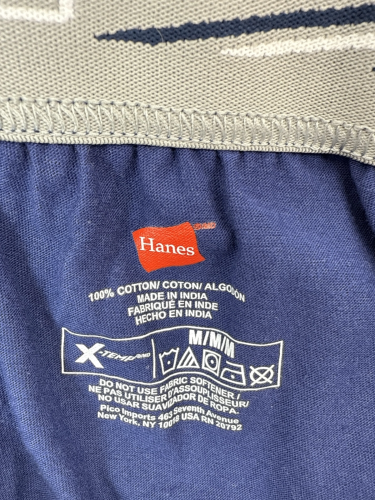 Hanes
100% COTTON/ COTON/ ALGODÓN
MADE IN INDIA
FABRIQUÉ EN INDE
HECHO EN INDIA
M/M/M
X-TEMP
DO NOT USE FABRIC SOFTENER./
NE PAS UTILISER D'ASSOUPLISSEUR/
NO USAR SUAVIZADOR DE ROPA.
Pico Imports 463 Seventh Avenue
New York, NY 10018 USA RN 28792